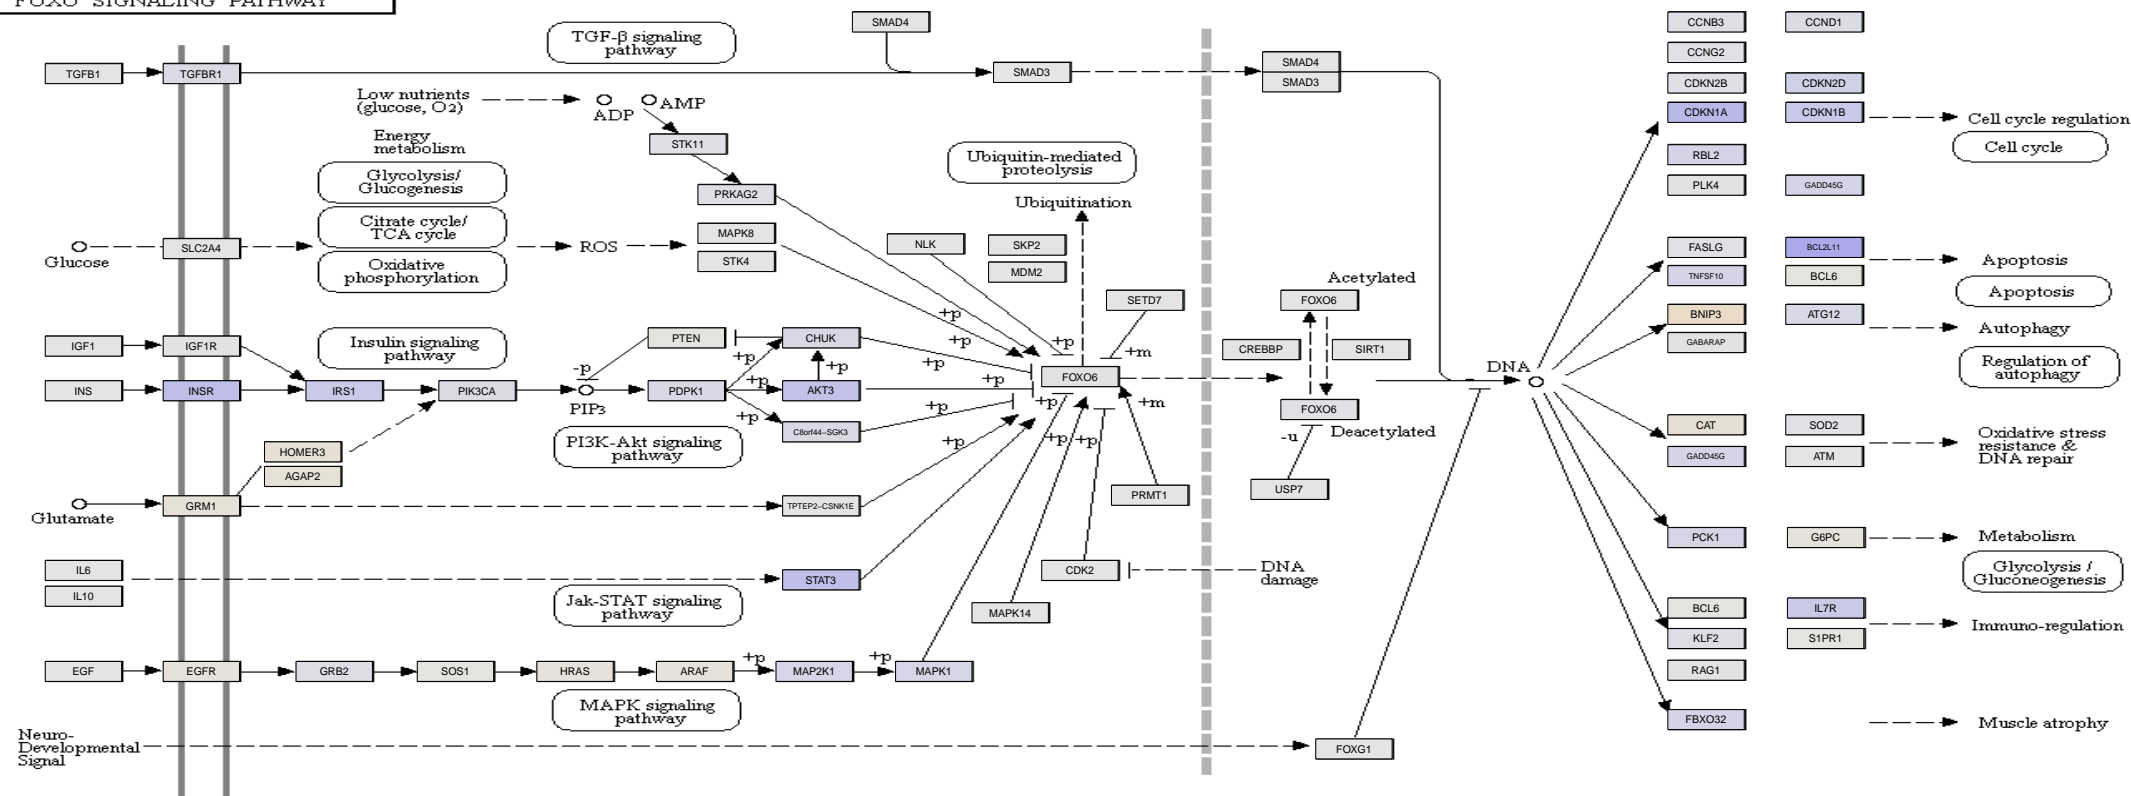 FOXO SIGNALING PATHWAY
SMAD4
CCNB3
CCND1
TGF-β signaling
pathway
CCNG2
TGFB1
TGFBR1
SMAD3
SMAD4
SMAD3
CDKN2B
CDKN2D
Low nutrients
(glucose, O2)
ADP
AMP
CDKN1A
CDKN1B
Cell cycle regulation
Cell cycle
Energy
metabolism
STK11
Ubiquitin-mediated
proteolysis
RBL2
Glycolysis/
Glucogenesis
PRKAG2
PLK4
GADD45G
Ubiquitination
Citrate cycle/
TCA cycle
MAPK8
NLK
SKP2
SLC2A4
Glucose
ROS
STK4
MDM2
FASLG
BCL2L11
Apoptosis
Oxidative
phosphorylation
TNFSF10
BCL6
Apoptosis
Acetylated
SETD7
FOXO6
+p
BNIP3
ATG12
Autophagy
Insulin signaling
pathway
PTEN
CHUK
+p
+p
+m
GABARAP
IGF1
IGF1R
CREBBP
SIRT1
Regulation of
autophagy
+p
+p
+p
DNA
INS
INSR
IRS1
PIK3CA
-p
PIP3
PDPK1
+p
AKT3
+p
FOXO6
+m
+p
+p
+p
FOXO6
-u
Deacetylated
C8orf44-SGK3
PI3K-Akt signaling
pathway
+p
+p
+p
CAT
SOD2
Oxidative stress
resistance &
DNA repair
HOMER3
AGAP2
GADD45G
ATM
USP7
PRMT1
GRM1
Glutamate
TPTEP2-CSNK1E
PCK1
G6PC
Metabolism
Glycolysis /
Gluconeogenesis
IL6
IL10
STAT3
CDK2
DNA
damage
Jak-STAT signaling
pathway
MAPK14
BCL6
IL7R
Immuno-regulation
KLF2
S1PR1
EGF
EGFR
GRB2
SOS1
HRAS
ARAF
+p
MAP2K1
+p
MAPK1
RAG1
MAPK signaling
pathway
FBXO32
Muscle atrophy
Neuro-
Developmental
Signal
FOXG1